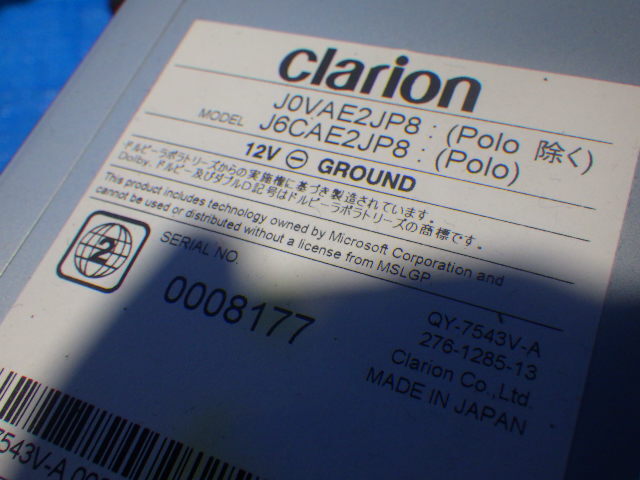 Clarion
J0VAE2JP8 : (Polo 除く)
MODEL J6CAE2JP8 : (Polo)
12V ⊖ GROUND
ドルビーラボラトリーズからの実施権に基づき製造されています。
Dolby、ドルビー及びダブルD記号はドルビーラボラトリーズの商標です。
This product includes technology owned by Microsoft Corporation and
cannot be used or distributed without a license from MSLGP
2
SERIAL NO.
0008177
QY-7543V-A
276-1285-13
Clarion Co.,Ltd.
MADE IN JAPAN
7543V-A